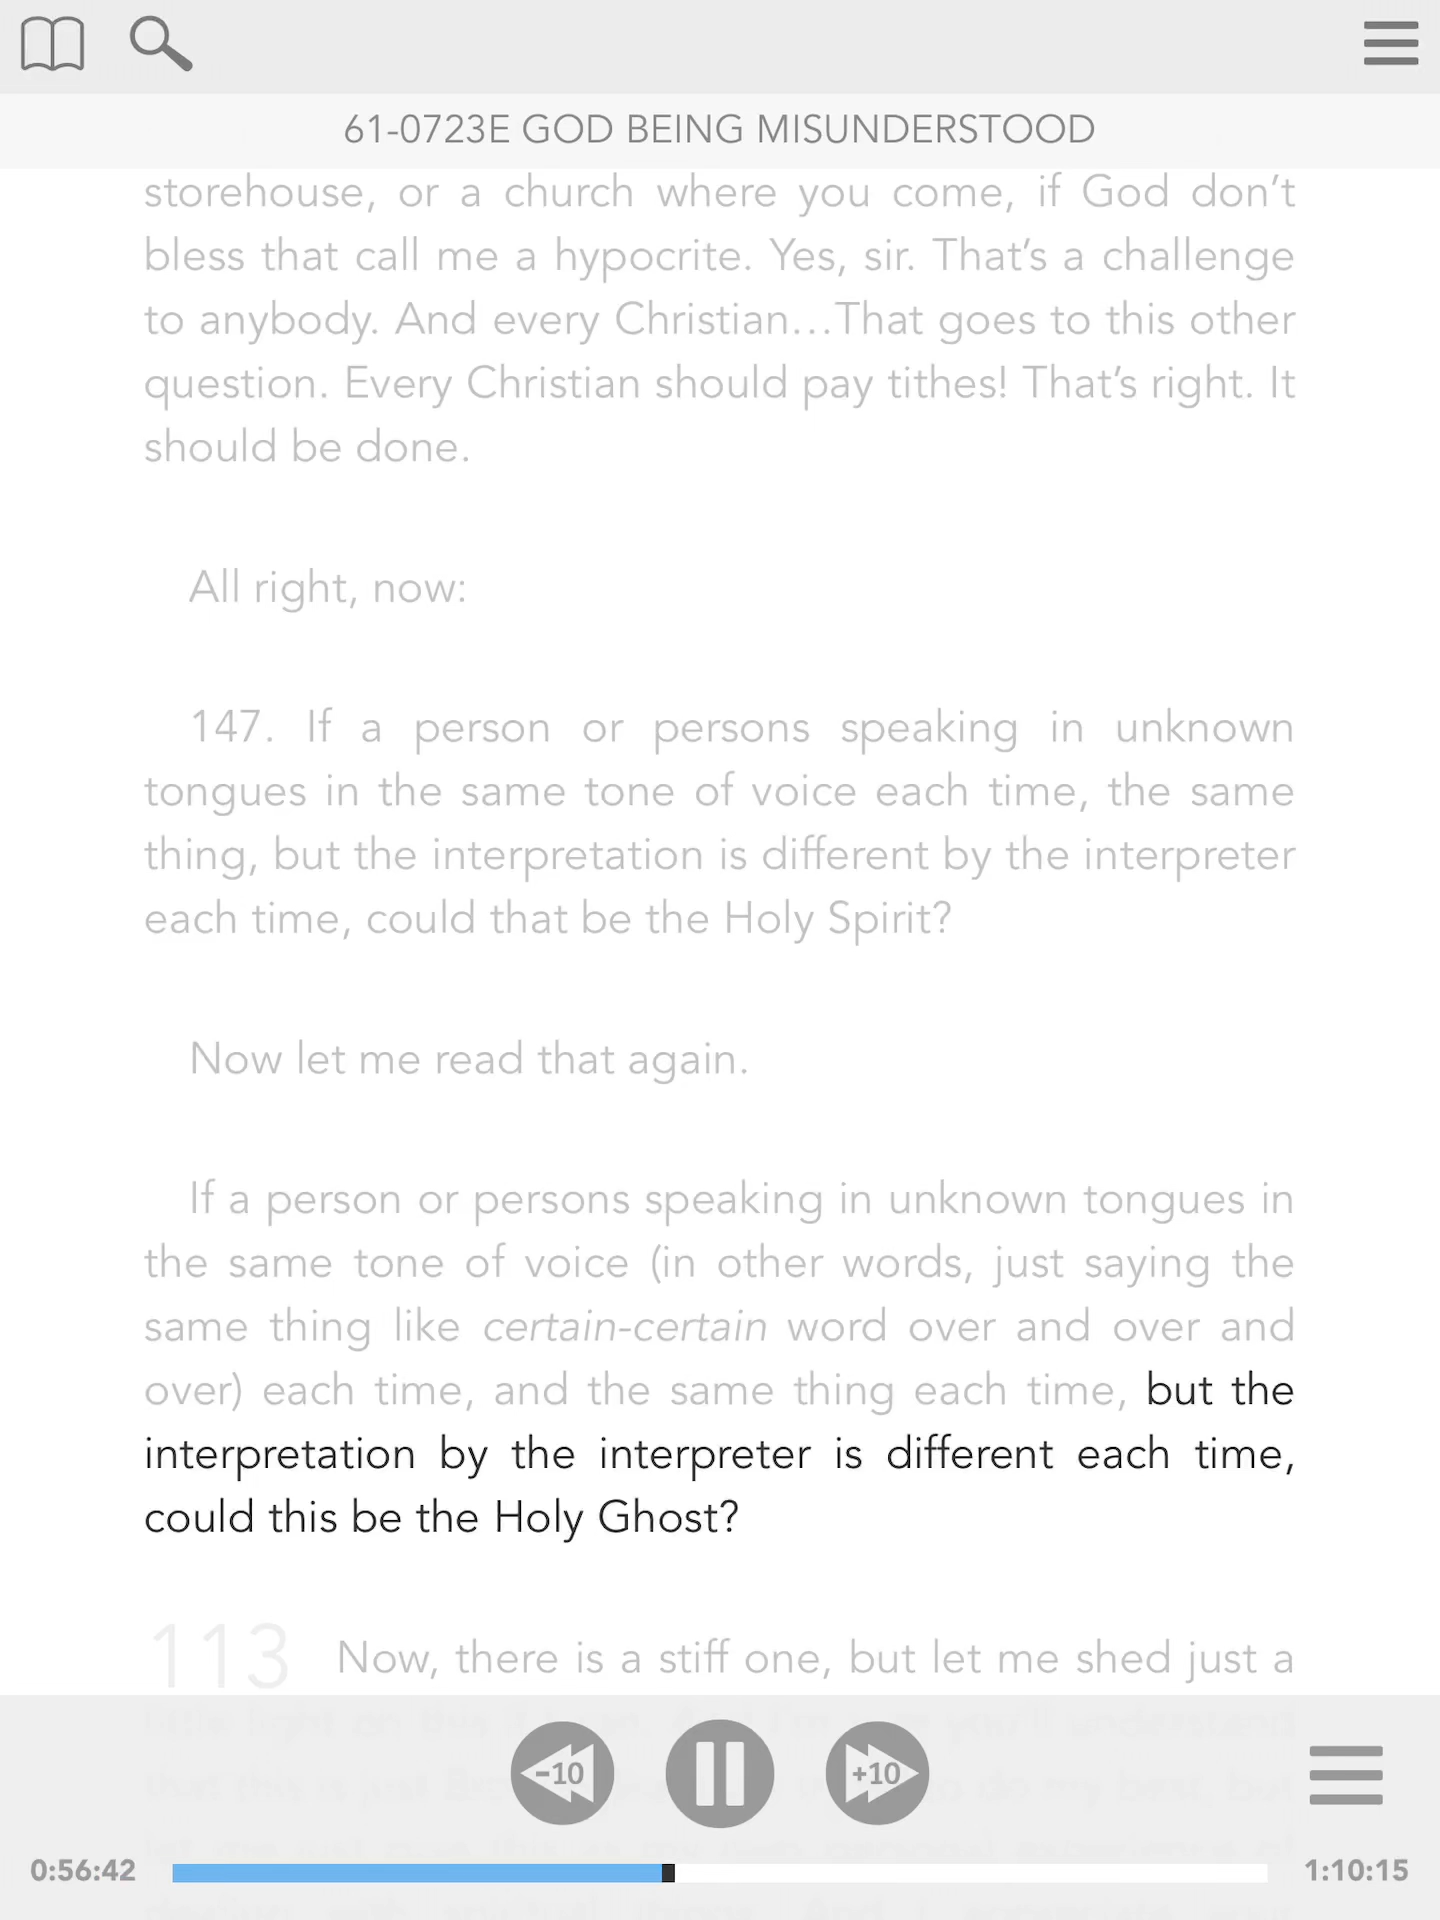 61-0723E GOD BEING MISUNDERSTOOD
storehouse, or a church where you come, if God don’t
bless that call me a hypocrite. Yes, sir. That’s a challenge
to anybody. And every Christian…That goes to this other
question. Every Christian should pay tithes! That’s right. It
should be done.
All right, now:
147. If a person or persons speaking in unknown
tongues in the same tone of voice each time, the same
thing, but the interpretation is different by the interpreter
each time, could that be the Holy Spirit?
Now let me read that again.
If a person or persons speaking in unknown tongues in
the same tone of voice (in other words, just saying the
same thing like certain-certain word over and over and
over) each time, and the same thing each time, but the
interpretation by the interpreter is different each time,
could this be the Holy Ghost?
113 Now, there is a stiff one, but let me shed just a
-10 +10
0:56:42 1:10:15